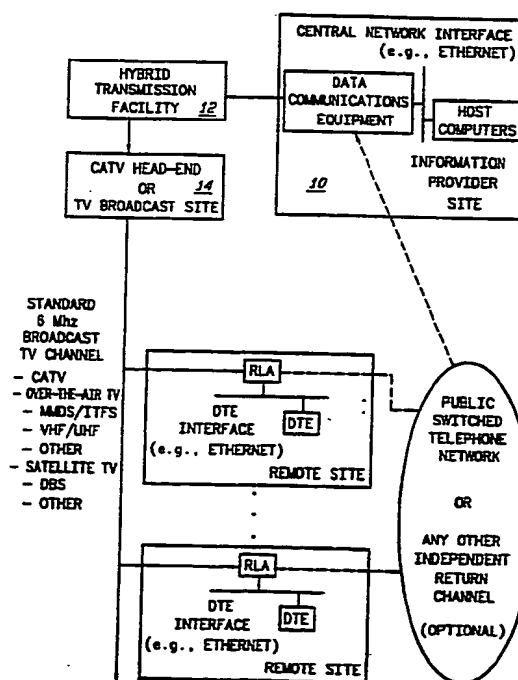 CENTRAL NETWORK INTERFACE
(e.g., ETHERNET)
HYBRID
TRANSMISSION
FACILITY 12
DATA
COMMUNICATIONS
EQUIPMENT
HOST
COMPUTERS
10
INFORMATION
PROVIDER
SITE
CATV HEAD-END 14
OR
TV BROADCAST SITE
STANDARD
6 Mhz
BROADCAST
TV CHANNEL
- CATV
- OVER-THE-AIR TV
- MMDS/ITFS
- VHF/UHF
- OTHER
- SATELLITE TV
- DBS
- OTHER
RLA
DTE
INTERFACE
(e.g., ETHERNET)
DTE
REMOTE SITE
RLA
DTE
INTERFACE
(e.g., ETHERNET)
DTE
REMOTE SITE
PUBLIC
SWITCHED
TELEPHONE
NETWORK
OR
ANY OTHER
INDEPENDENT
RETURN
CHANNEL
(OPTIONAL)